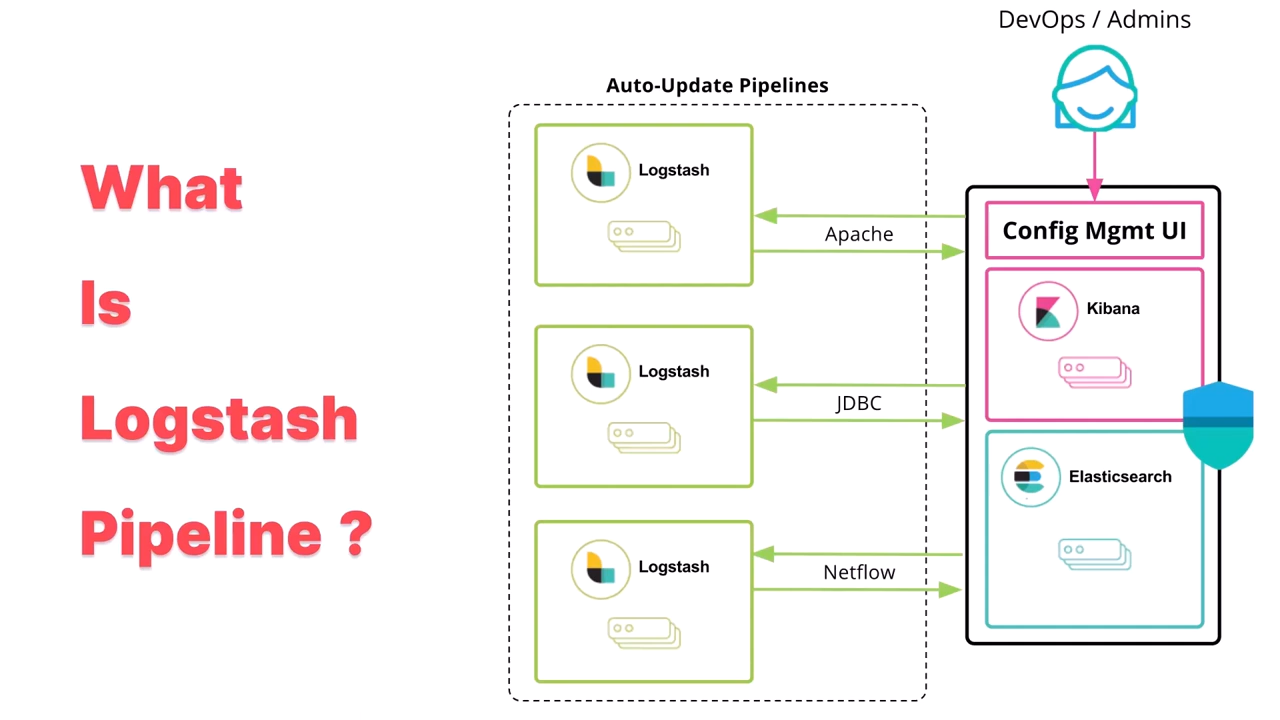 What
Is
Logstash
Pipeline ?
DevOps / Admins
Auto-Update Pipelines
Logstash
Apache
Logstash
JDBC
Logstash
Netflow
Config Mgmt UI
Kibana
Elasticsearch